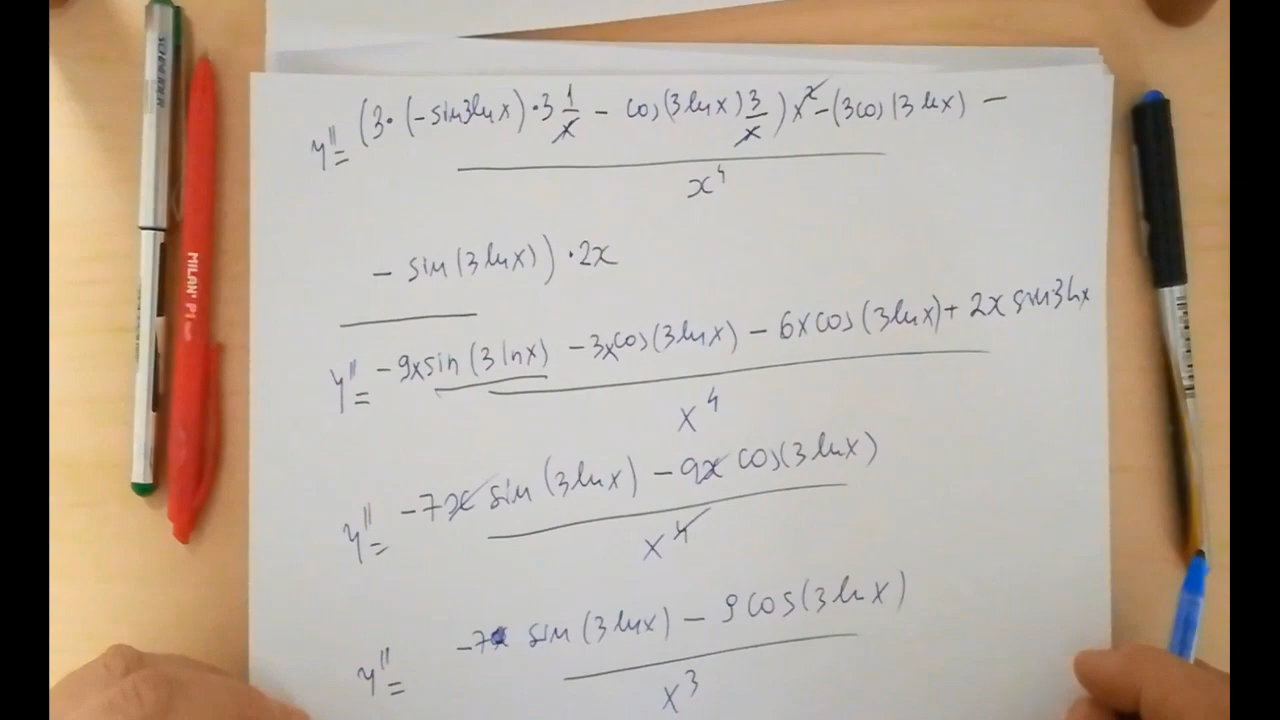 y'' = (3·(-sin3lnx)·3 1/x - cos(3lnx) 3/x) x² - (3cos(3lnx) -
x⁴
- sin(3lnx))·2x
y'' = -9xsin(3lnx) - 3xcos(3lnx) - 6xcos(3lnx) + 2x sin3lnx
x⁴
y'' = -7x sin(3lnx) - 9x cos(3lnx)
x⁴
y'' = -7 sin(3lnx) - 9cos(3lnx)
x³
MILAN® P1